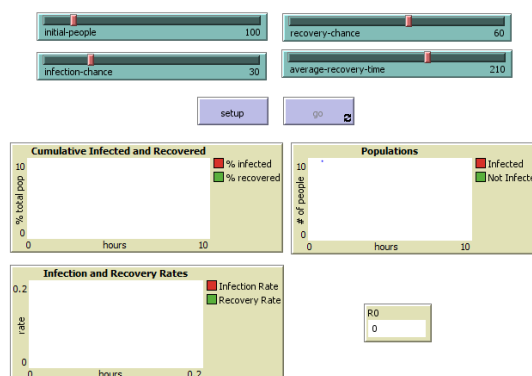 initial-people 100
recovery-chance 60
infection-chance 30
average-recovery-time 210
setup
go
Cumulative Infected and Recovered
% total pop
10
0
0
hours
10
% infected
% recovered
Populations
# of people
10
0
0
hours
10
Infected
Not Infecte
Infection and Recovery Rates
rate
0.2
0
0
hours
0.2
Infection Rate
Recovery Rate
R0
0